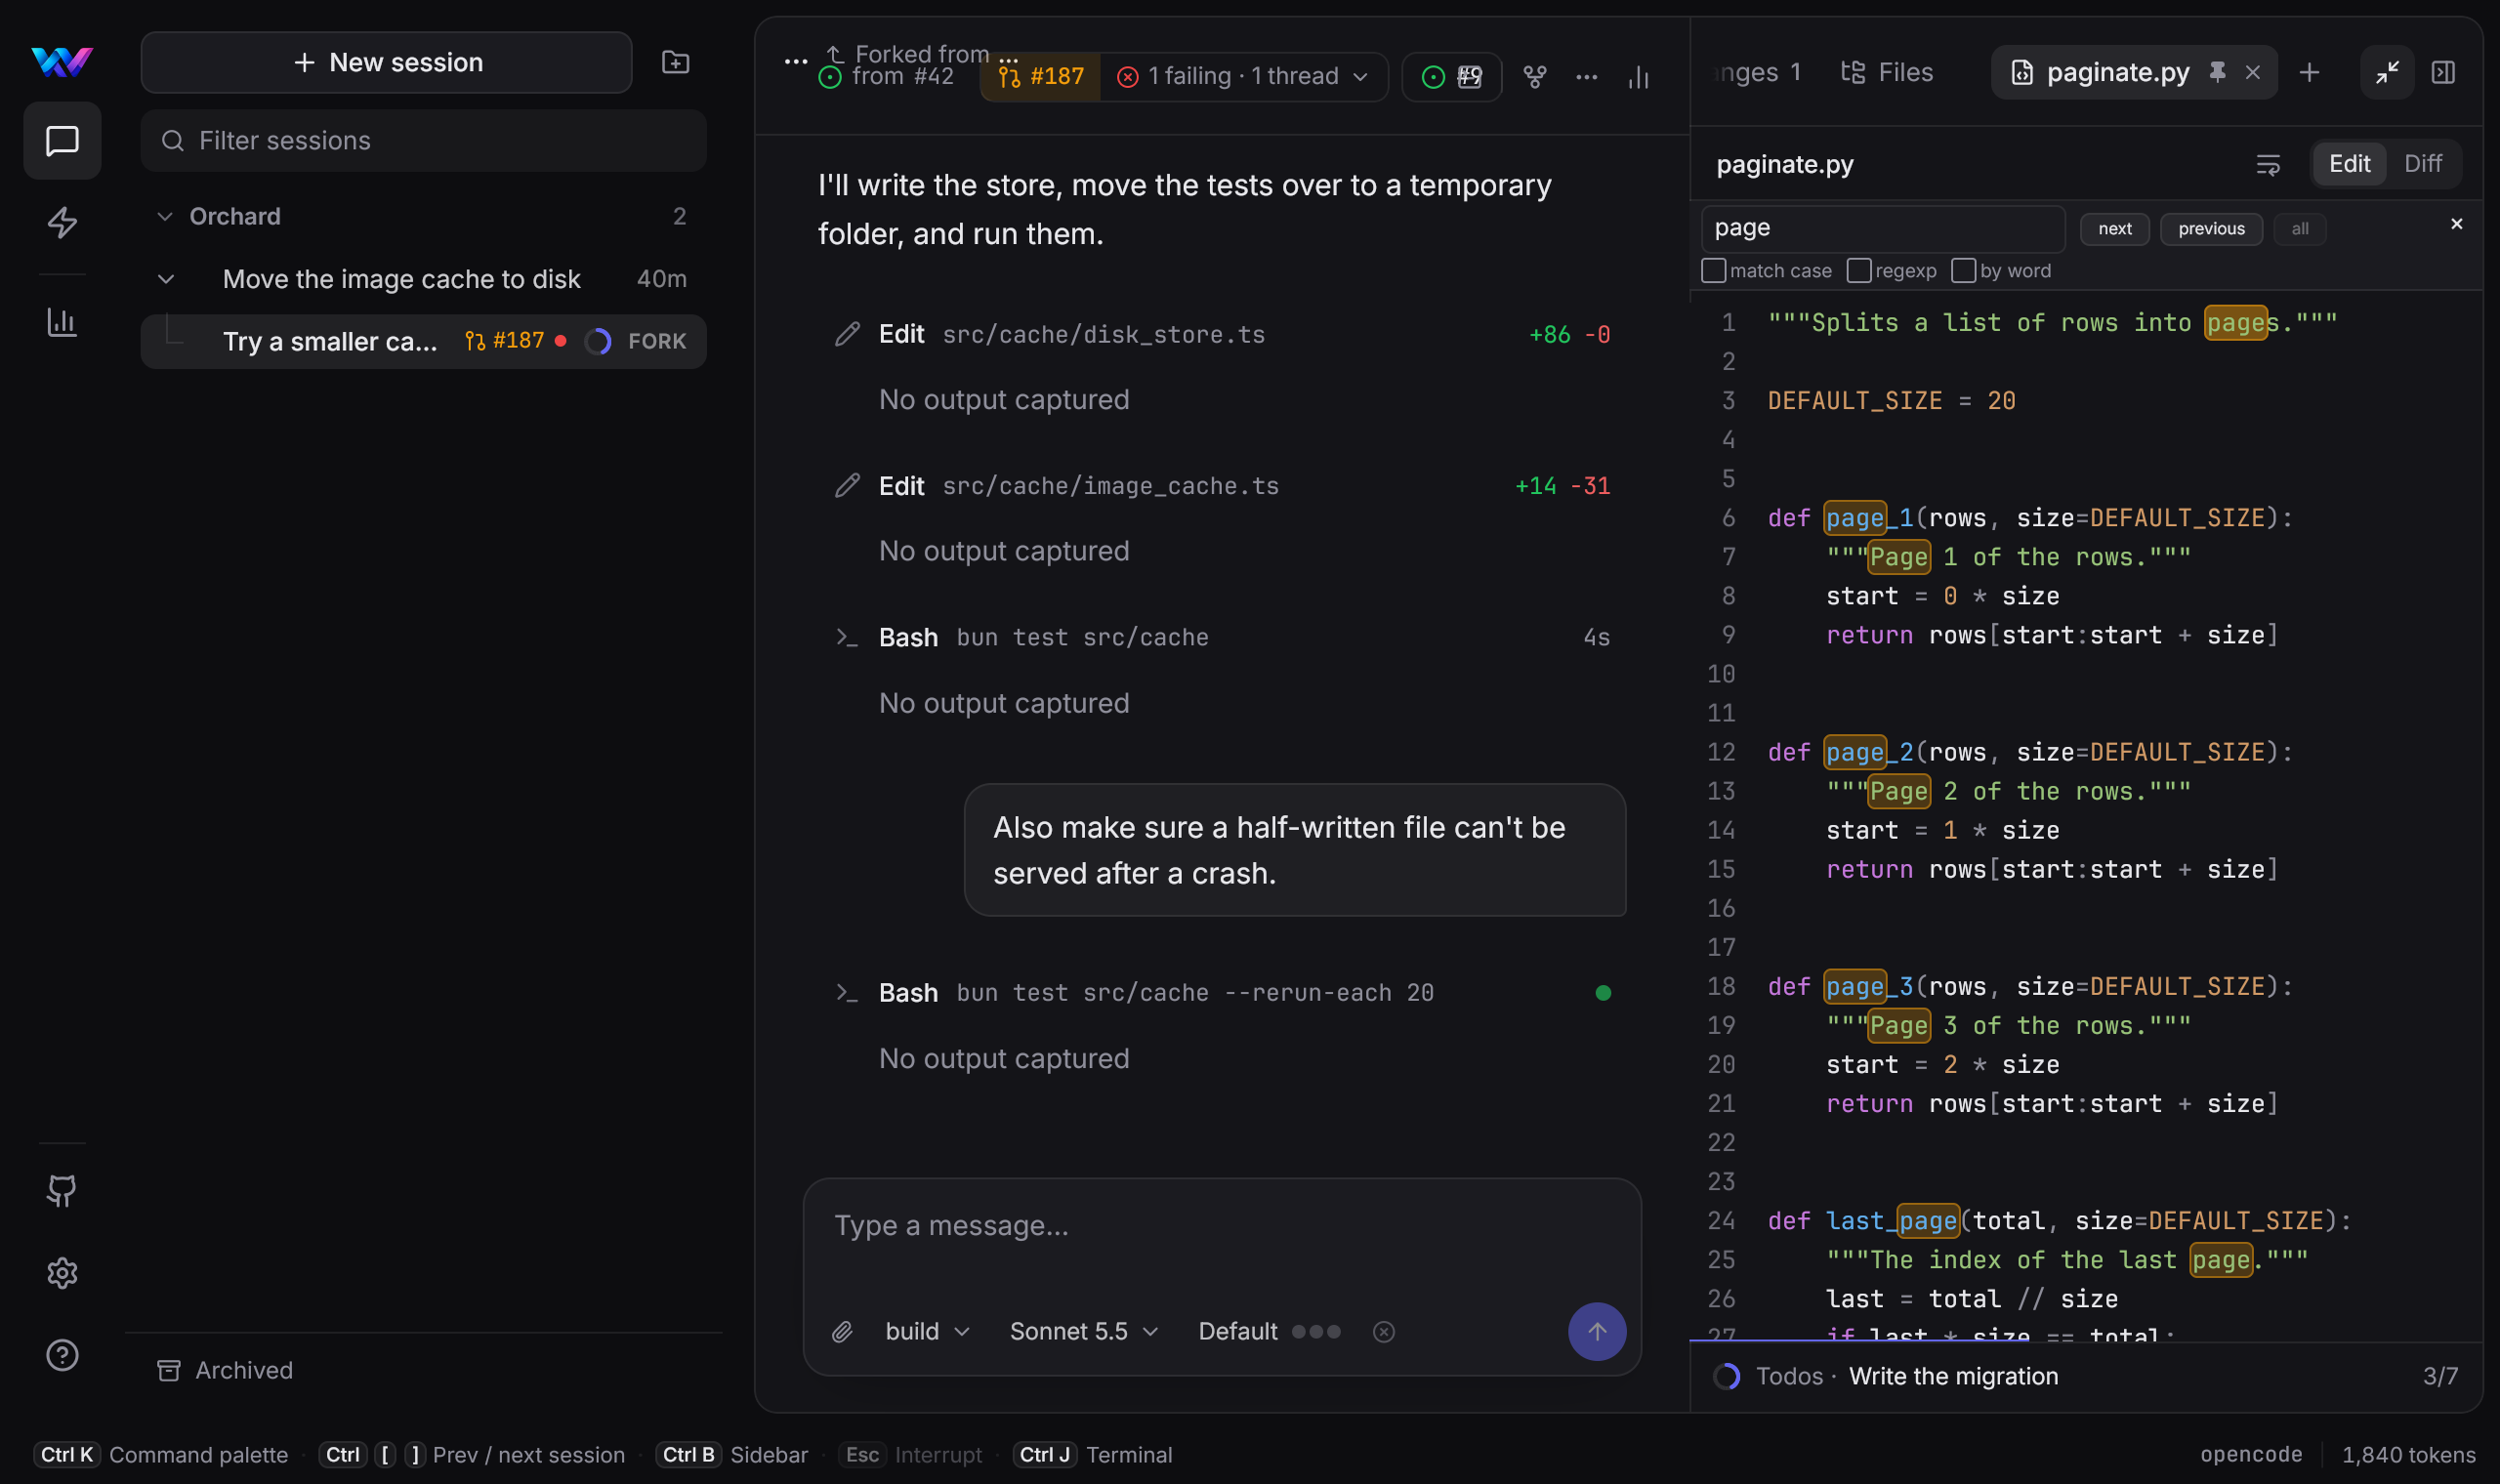 New session
Filter sessions
Orchard 2
Move the image cache to disk 40m
Try a smaller ca... #187 FORK
Archived
Forked from ...
from #42 #187 1 failing · 1 thread
I'll write the store, move the tests over to a temporary
folder, and run them.
Edit src/cache/disk_store.ts +86 -0
No output captured
Edit src/cache/image_cache.ts +14 -31
No output captured
Bash bun test src/cache 4s
No output captured
Also make sure a half-written file can't be
served after a crash.
Bash bun test src/cache --rerun-each 20
No output captured
Type a message...
build Sonnet 5.5 Default
anges 1 Files paginate.py
paginate.py Edit Diff
page next previous all ×
match case regexp by word
1 """Splits a list of rows into pages."""
2
3 DEFAULT_SIZE = 20
4
5
6 def page_1(rows, size=DEFAULT_SIZE):
7 """Page 1 of the rows."""
8 start = 0 * size
9 return rows[start:start + size]
10
11
12 def page_2(rows, size=DEFAULT_SIZE):
13 """Page 2 of the rows."""
14 start = 1 * size
15 return rows[start:start + size]
16
17
18 def page_3(rows, size=DEFAULT_SIZE):
19 """Page 3 of the rows."""
20 start = 2 * size
21 return rows[start:start + size]
22
23
24 def last_page(total, size=DEFAULT_SIZE):
25 """The index of the last page."""
26 last = total // size
27 if last * size == total:
Todos · Write the migration 3/7
Ctrl K Command palette · Ctrl [ ] Prev / next session · Ctrl B Sidebar · Esc Interrupt · Ctrl J Terminal
opencode 1,840 tokens